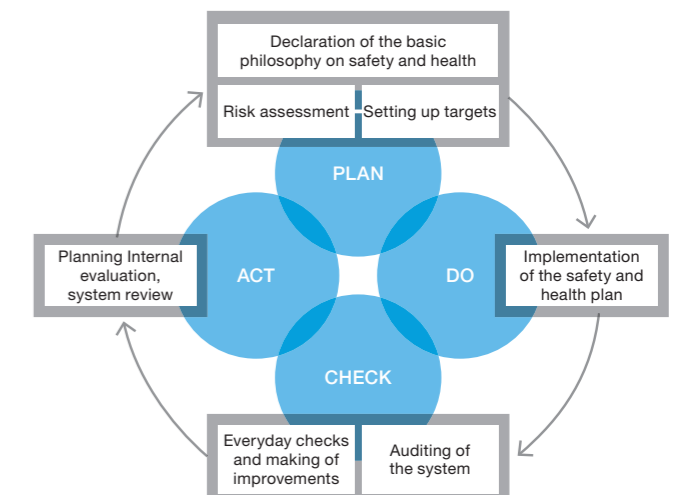 Declaration of the basic
philosophy on safety and health
Risk assessment
Setting up targets
PLAN
Planning Internal
evaluation,
system review
ACT
DO
Implementation
of the safety and
health plan
CHECK
Everyday checks
and making of
improvements
Auditing of
the system